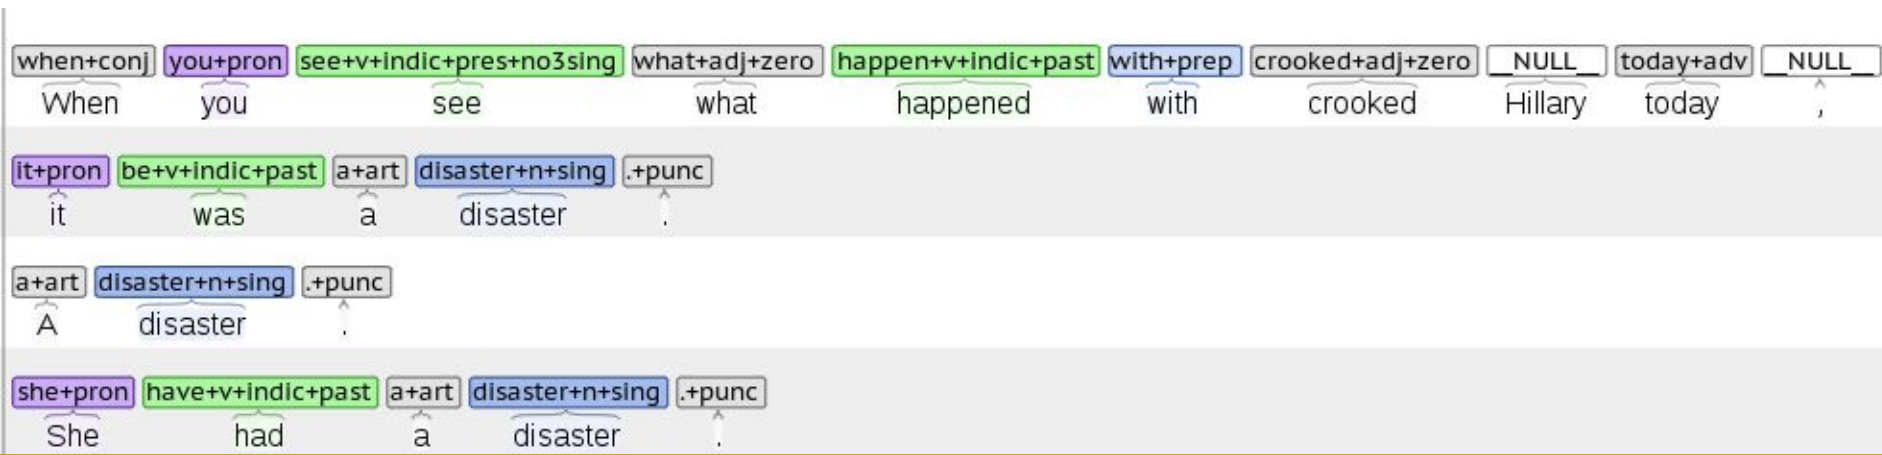 when+conj you+pron see+v+indic+pres+no3sing what+adj+zero happen+v+indic+past with+prep crooked+adj+zero __NULL__ today+adv __NULL__
When you see what happened with crooked Hillary today ,
it+pron be+v+indic+past a+art disaster+n+sing .+punc
it was a disaster .
a+art disaster+n+sing .+punc
A disaster .
she+pron have+v+indic+past a+art disaster+n+sing .+punc
She had a disaster .